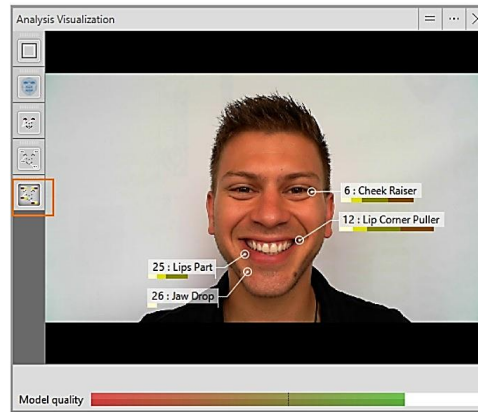 Analysis Visualization
6 : Cheek Raiser
12 : Lip Corner Puller
25 : Lips Part
26 : Jaw Drop
Model quality